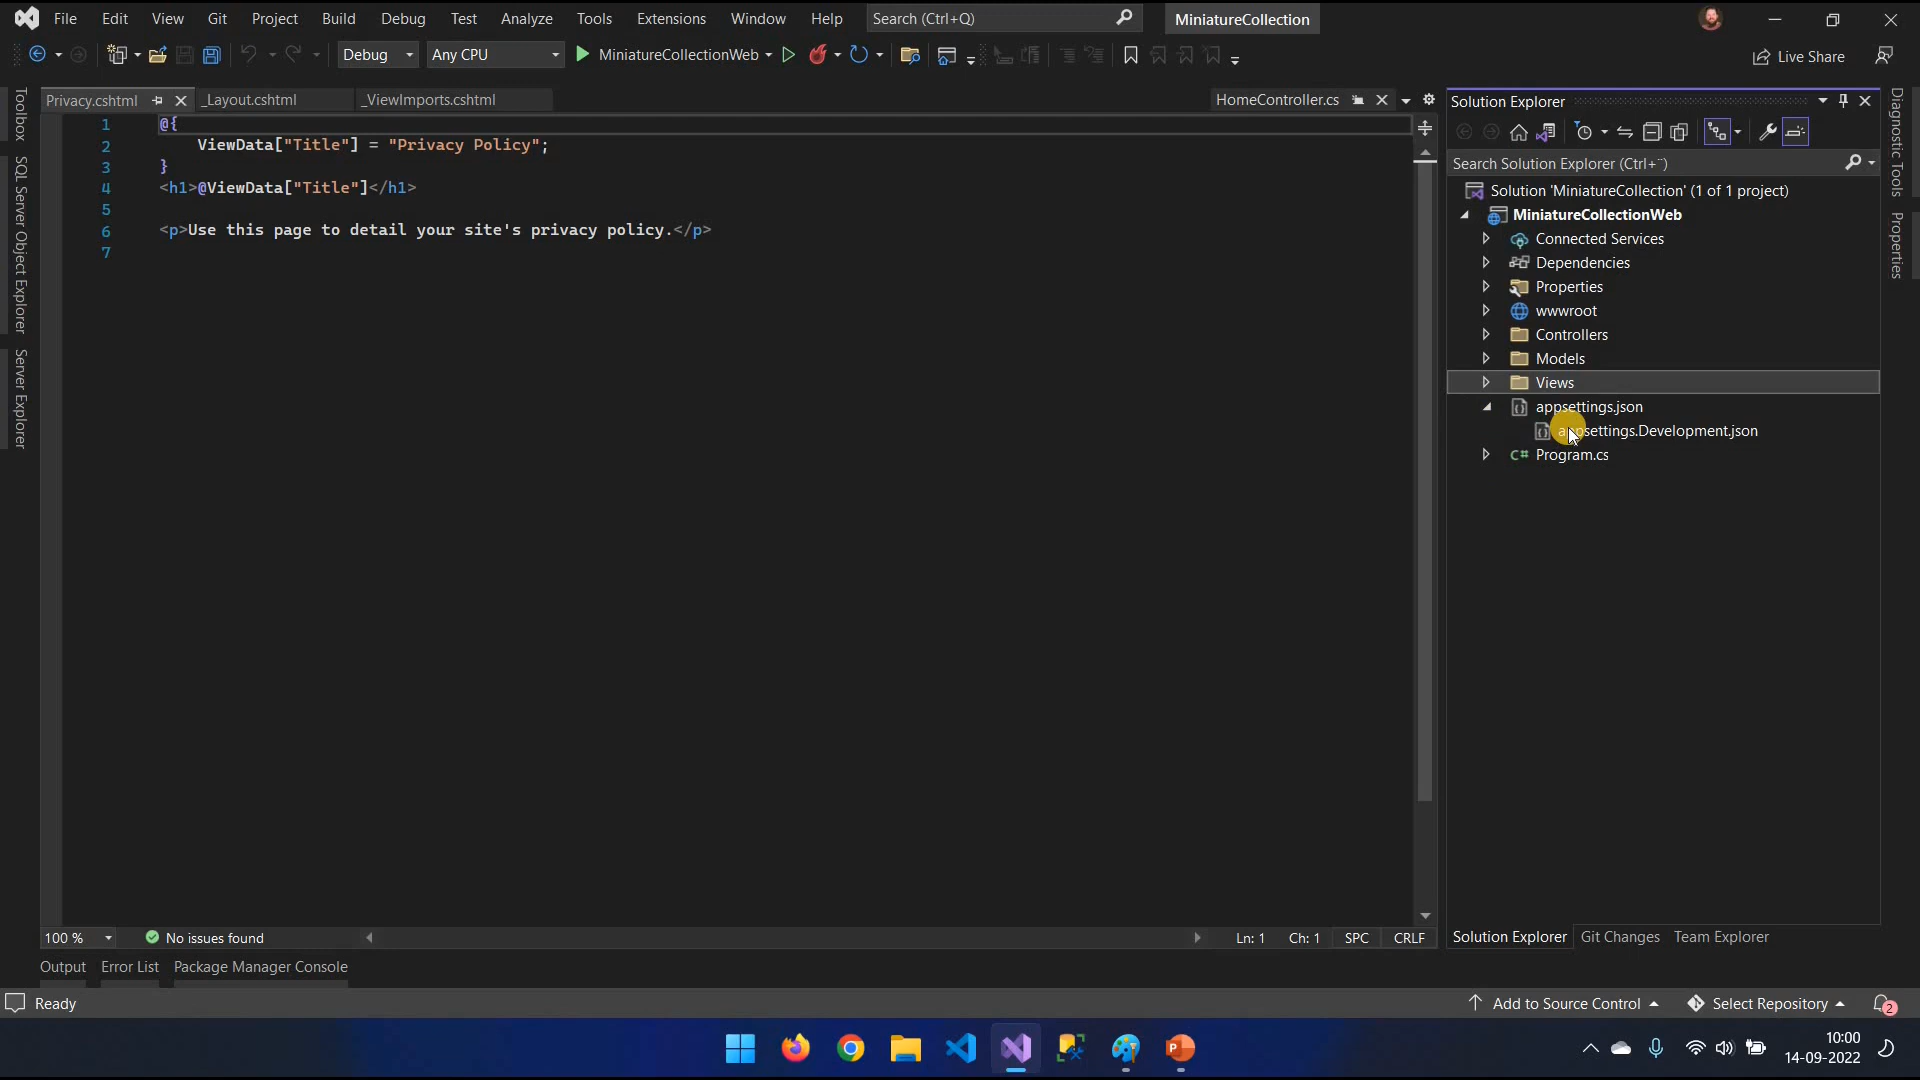 File Edit View Git Project Build Debug Test Analyze Tools Extensions Window Help Search (Ctrl+Q) MiniatureCollection
Debug Any CPU MiniatureCollectionWeb Live Share
Privacy.cshtml _Layout.cshtml _ViewImports.cshtml HomeController.cs
1 @{
2 ViewData["Title"] = "Privacy Policy";
3 }
4 <h1>@ViewData["Title"]</h1>
5
6 <p>Use this page to detail your site's privacy policy.</p>
7
Toolbox
SQL Server Object Explorer
Server Explorer
Solution Explorer
Search Solution Explorer (Ctrl+¨)
Solution 'MiniatureCollection' (1 of 1 project)
MiniatureCollectionWeb
Connected Services
Dependencies
Properties
wwwroot
Controllers
Models
Views
appsettings.json
appsettings.Development.json
C# Program.cs
Diagnostic Tools
Properties
100 % No issues found Ln: 1 Ch: 1 SPC CRLF
Solution Explorer Git Changes Team Explorer
Output Error List Package Manager Console
Ready Add to Source Control Select Repository 2
10:00
14-09-2022